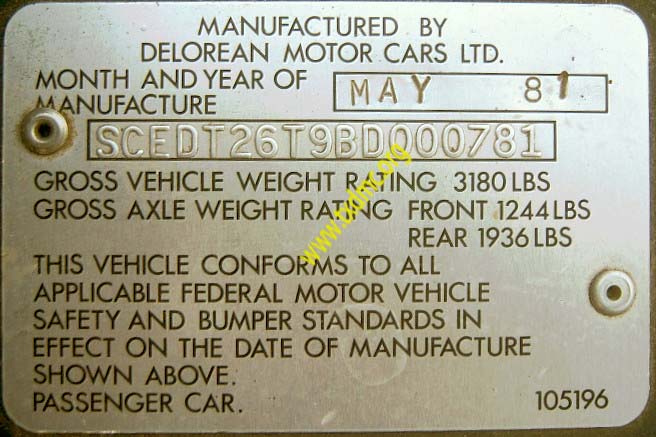 MANUFACTURED BY
DELOREAN MOTOR CARS LTD.
MONTH AND YEAR OF
MANUFACTURE
MAY 81
SCEDT26T9BD000781
GROSS VEHICLE WEIGHT RATING 3180 LBS
GROSS AXLE WEIGHT RATING FRONT 1244 LBS
REAR 1936 LBS
www.txdmc.org
THIS VEHICLE CONFORMS TO ALL
APPLICABLE FEDERAL MOTOR VEHICLE
SAFETY AND BUMPER STANDARDS IN
EFFECT ON THE DATE OF MANUFACTURE
SHOWN ABOVE.
PASSENGER CAR. 105196